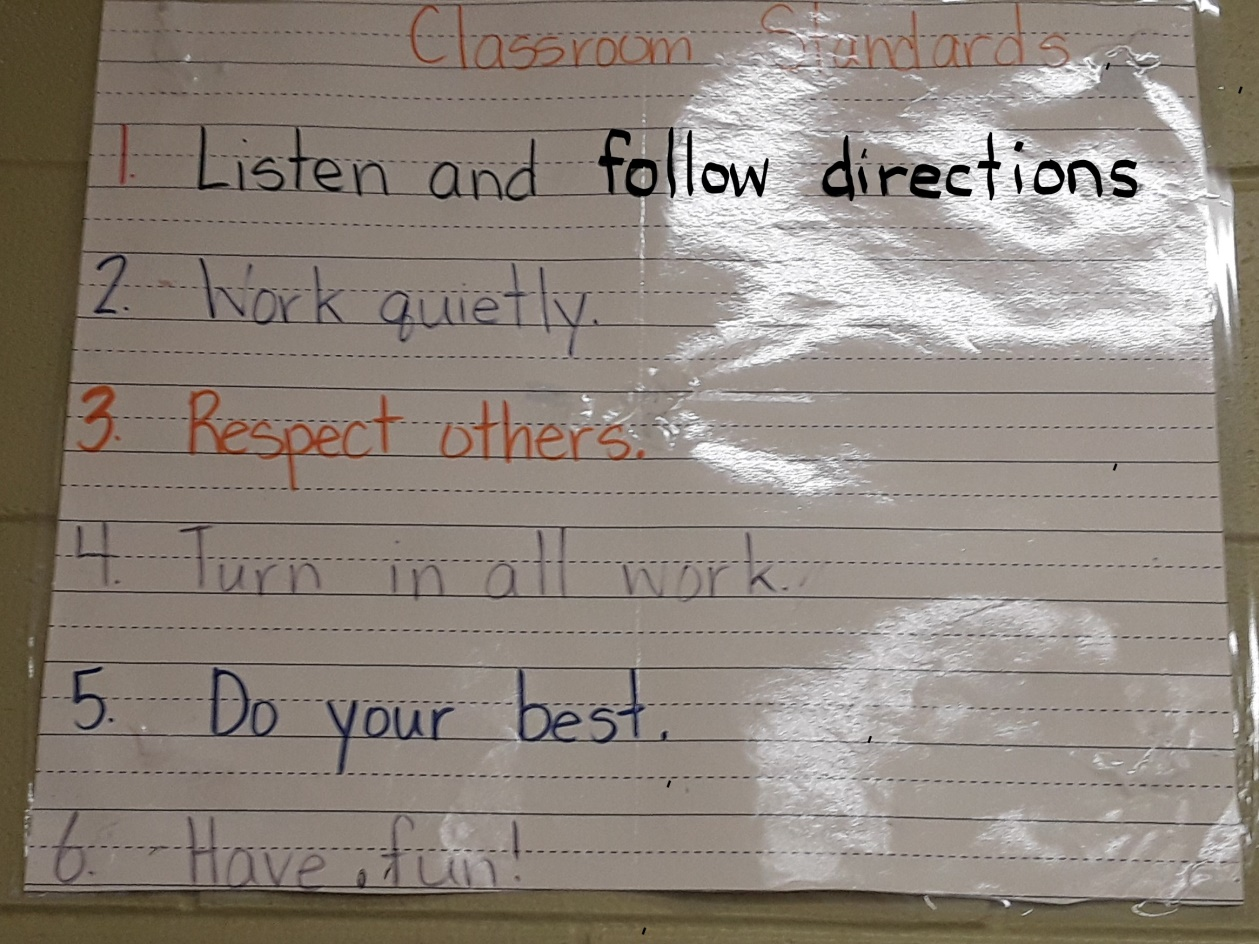 Classroom Standards
1. Listen and follow directions
2. Work quietly.
3. Respect others.
4. Turn in all work.
5. Do your best.
6. Have fun!